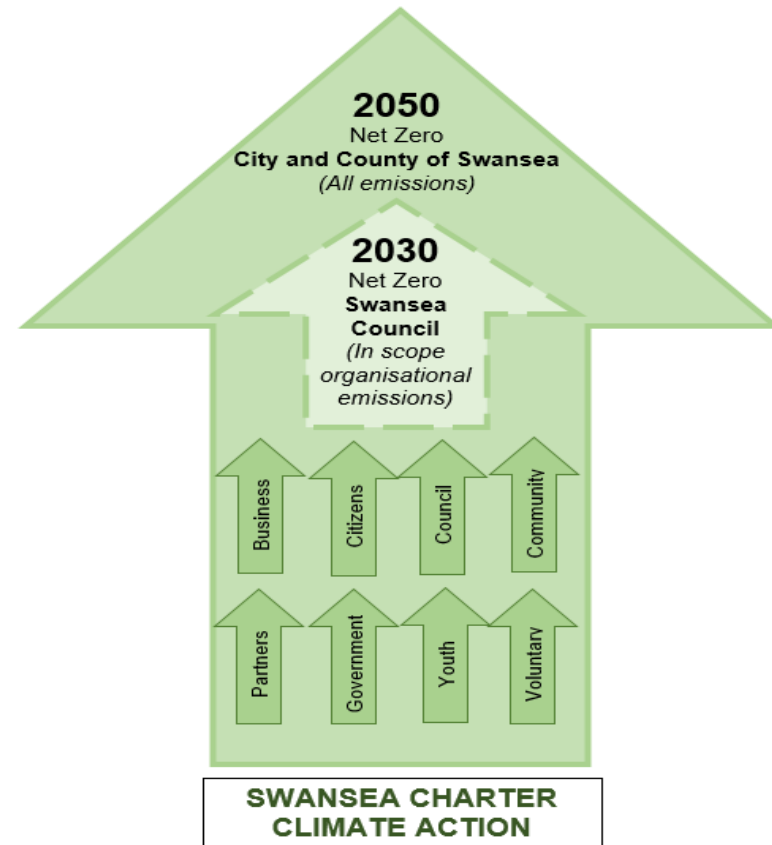 2050
Net Zero
City and County of Swansea
(All emissions)
2030
Net Zero
Swansea
Council
(In scope
organisational
emissions)
Business
Citizens
Council
Community
Partners
Government
Youth
Voluntary
SWANSEA CHARTER
CLIMATE ACTION